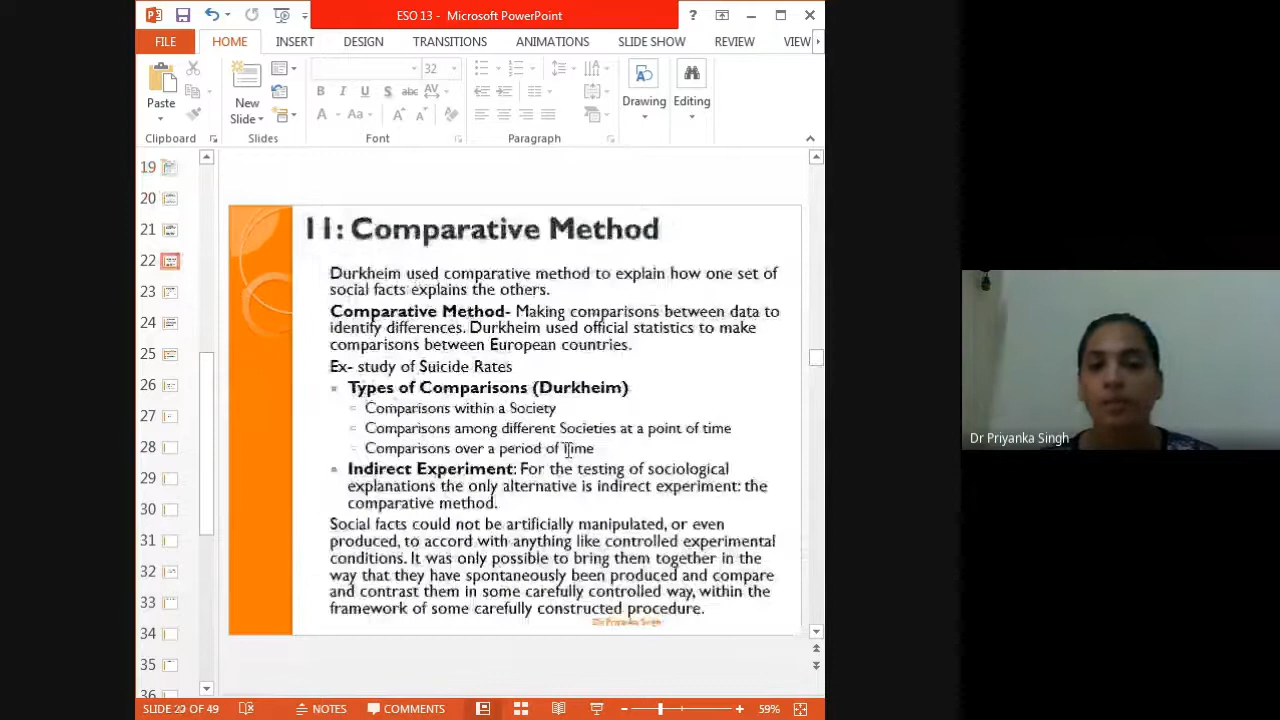 ESO 13 - Microsoft PowerPoint
FILE HOME INSERT DESIGN TRANSITIONS ANIMATIONS SLIDE SHOW REVIEW VIEW
32
Paste
New
Slide
Drawing
Editing
Clipboard
Slides
Font
Paragraph
19
20
21
22
23
24
25
26
27
28
29
30
31
32
33
34
35
36
11: Comparative Method
Durkheim used comparative method to explain how one set of
social facts explains the others.
Comparative Method- Making comparisons between data to
identify differences. Durkheim used official statistics to make
comparisons between European countries.
Ex- study of Suicide Rates
Types of Comparisons (Durkheim)
Comparisons within a Society
Comparisons among different Societies at a point of time
Comparisons over a period of Time
Indirect Experiment: For the testing of sociological
explanations the only alternative is indirect experiment: the
comparative method.
Social facts could not be artificially manipulated, or even
produced, to accord with anything like controlled experimental
conditions. It was only possible to bring them together in the
way that they have spontaneously been produced and compare
and contrast them in some carefully controlled way, within the
framework of some carefully constructed procedure.
Dr Priyanka Singh
SLIDE 20 OF 49 NOTES COMMENTS 59%
Dr Priyanka Singh